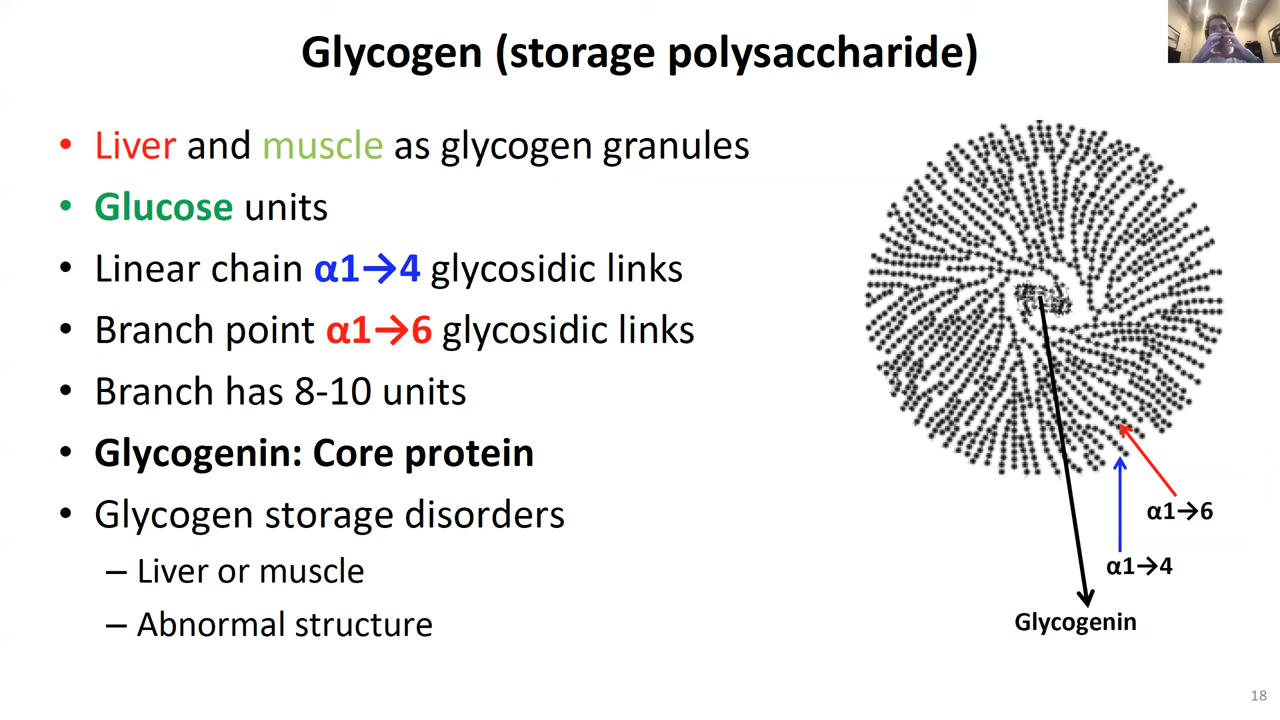 Glycogen (storage polysaccharide)
• Liver and muscle as glycogen granules
• Glucose units
• Linear chain α1→4 glycosidic links
• Branch point α1→6 glycosidic links
• Branch has 8-10 units
• Glycogenin: Core protein
• Glycogen storage disorders
– Liver or muscle
– Abnormal structure
α1→6
α1→4
Glycogenin
18